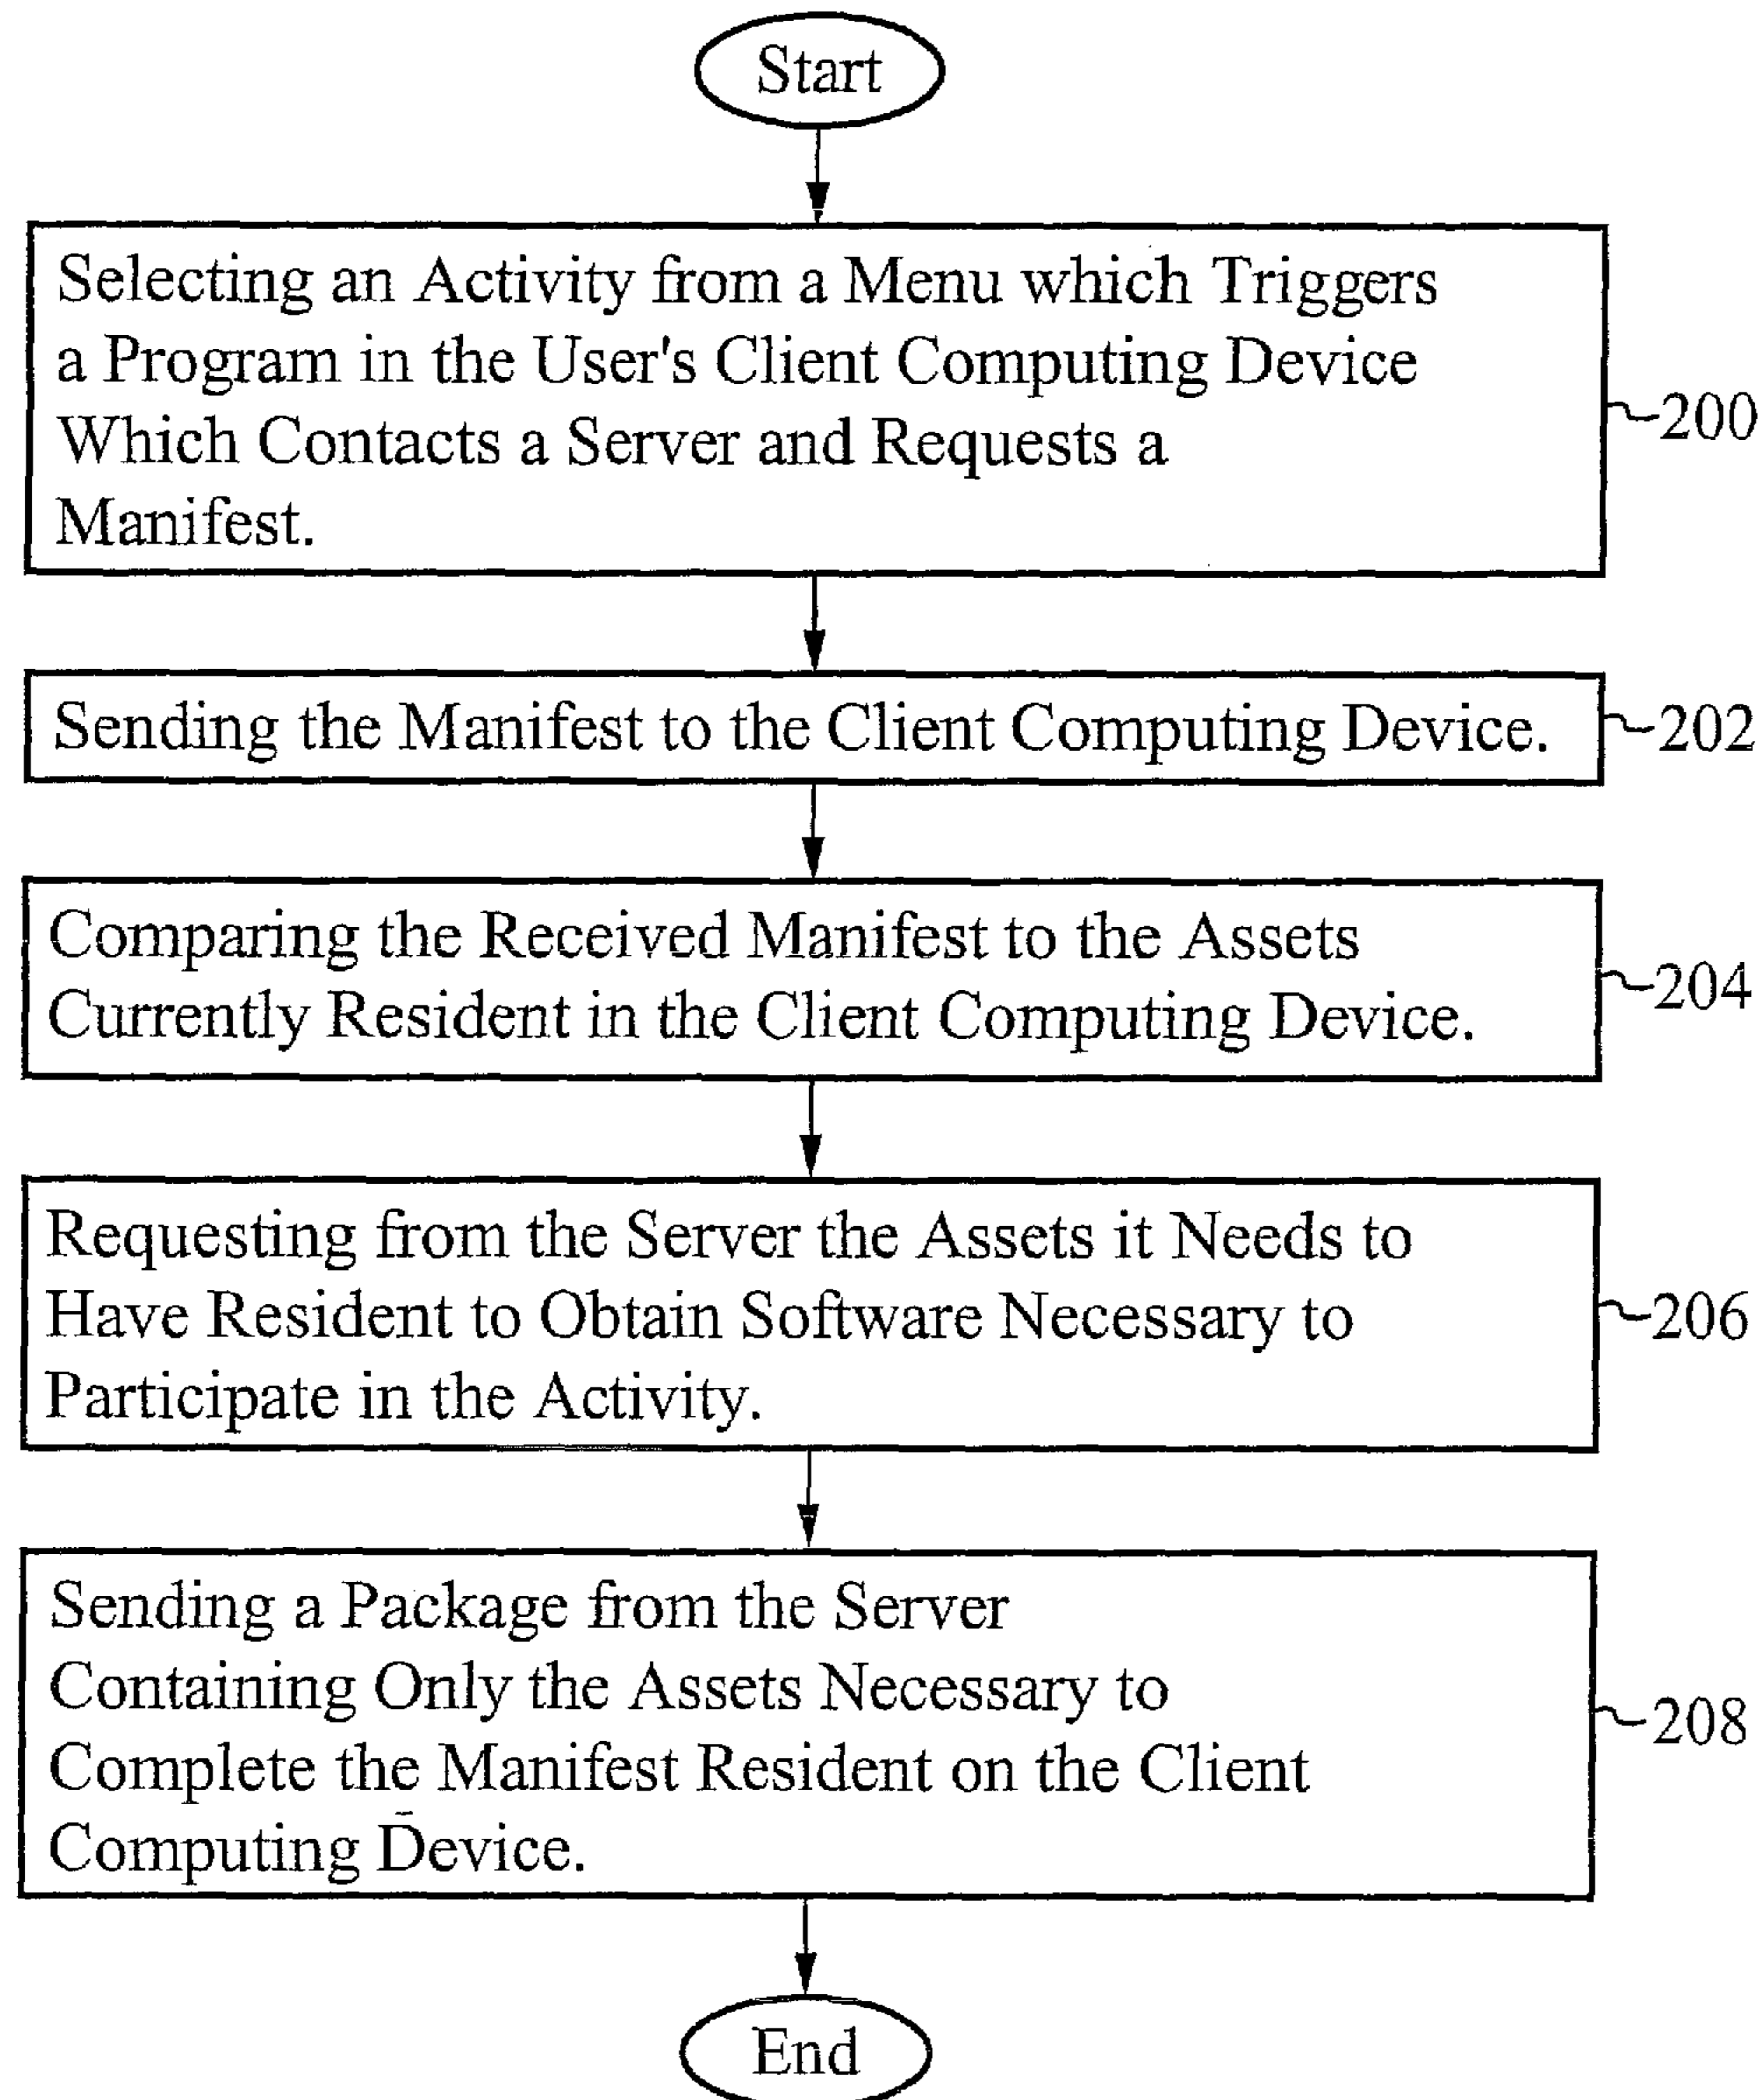 Start
Selecting an Activity from a Menu which Triggers
a Program in the User's Client Computing Device
Which Contacts a Server and Requests a
Manifest.
200
Sending the Manifest to the Client Computing Device.
202
Comparing the Received Manifest to the Assets
Currently Resident in the Client Computing Device.
204
Requesting from the Server the Assets it Needs to
Have Resident to Obtain Software Necessary to
Participate in the Activity.
206
Sending a Package from the Server
Containing Only the Assets Necessary to
Complete the Manifest Resident on the Client
Computing Device.
208
End